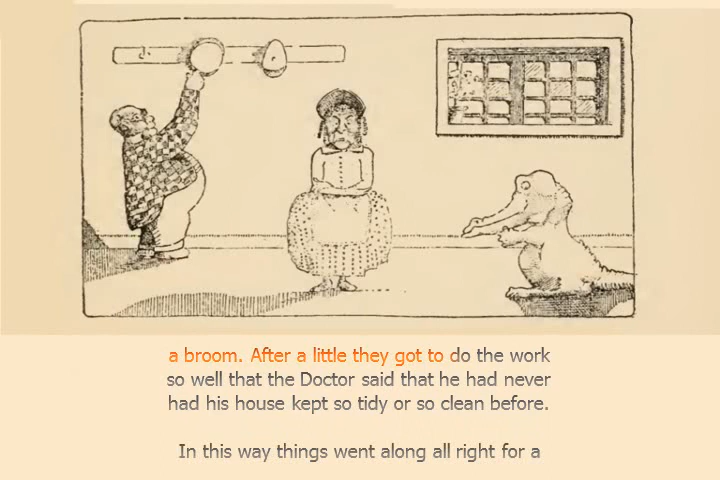 a broom. After a little they got to do the work
so well that the Doctor said that he had never
had his house kept so tidy or so clean before.
In this way things went along all right for a